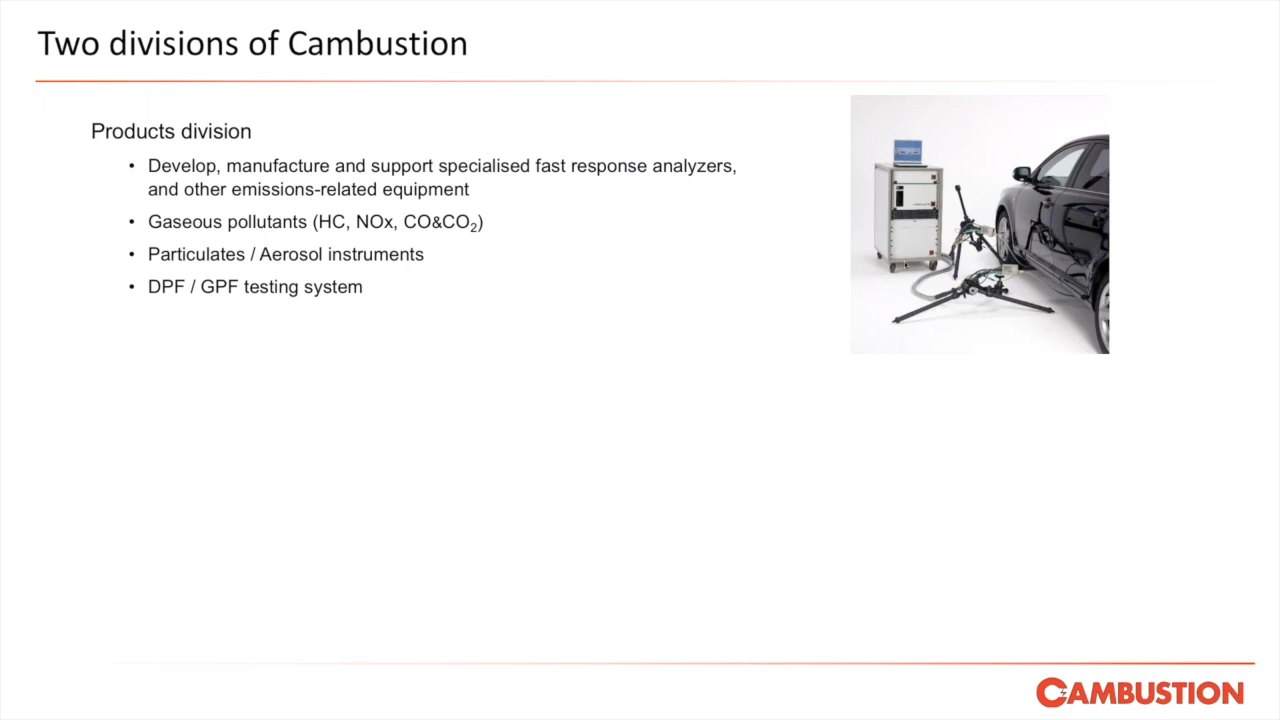 Two divisions of Cambustion
Products division
• Develop, manufacture and support specialised fast response analyzers,
and other emissions-related equipment
• Gaseous pollutants (HC, NOx, CO&CO₂)
• Particulates / Aerosol instruments
• DPF / GPF testing system
CAMBUSTION